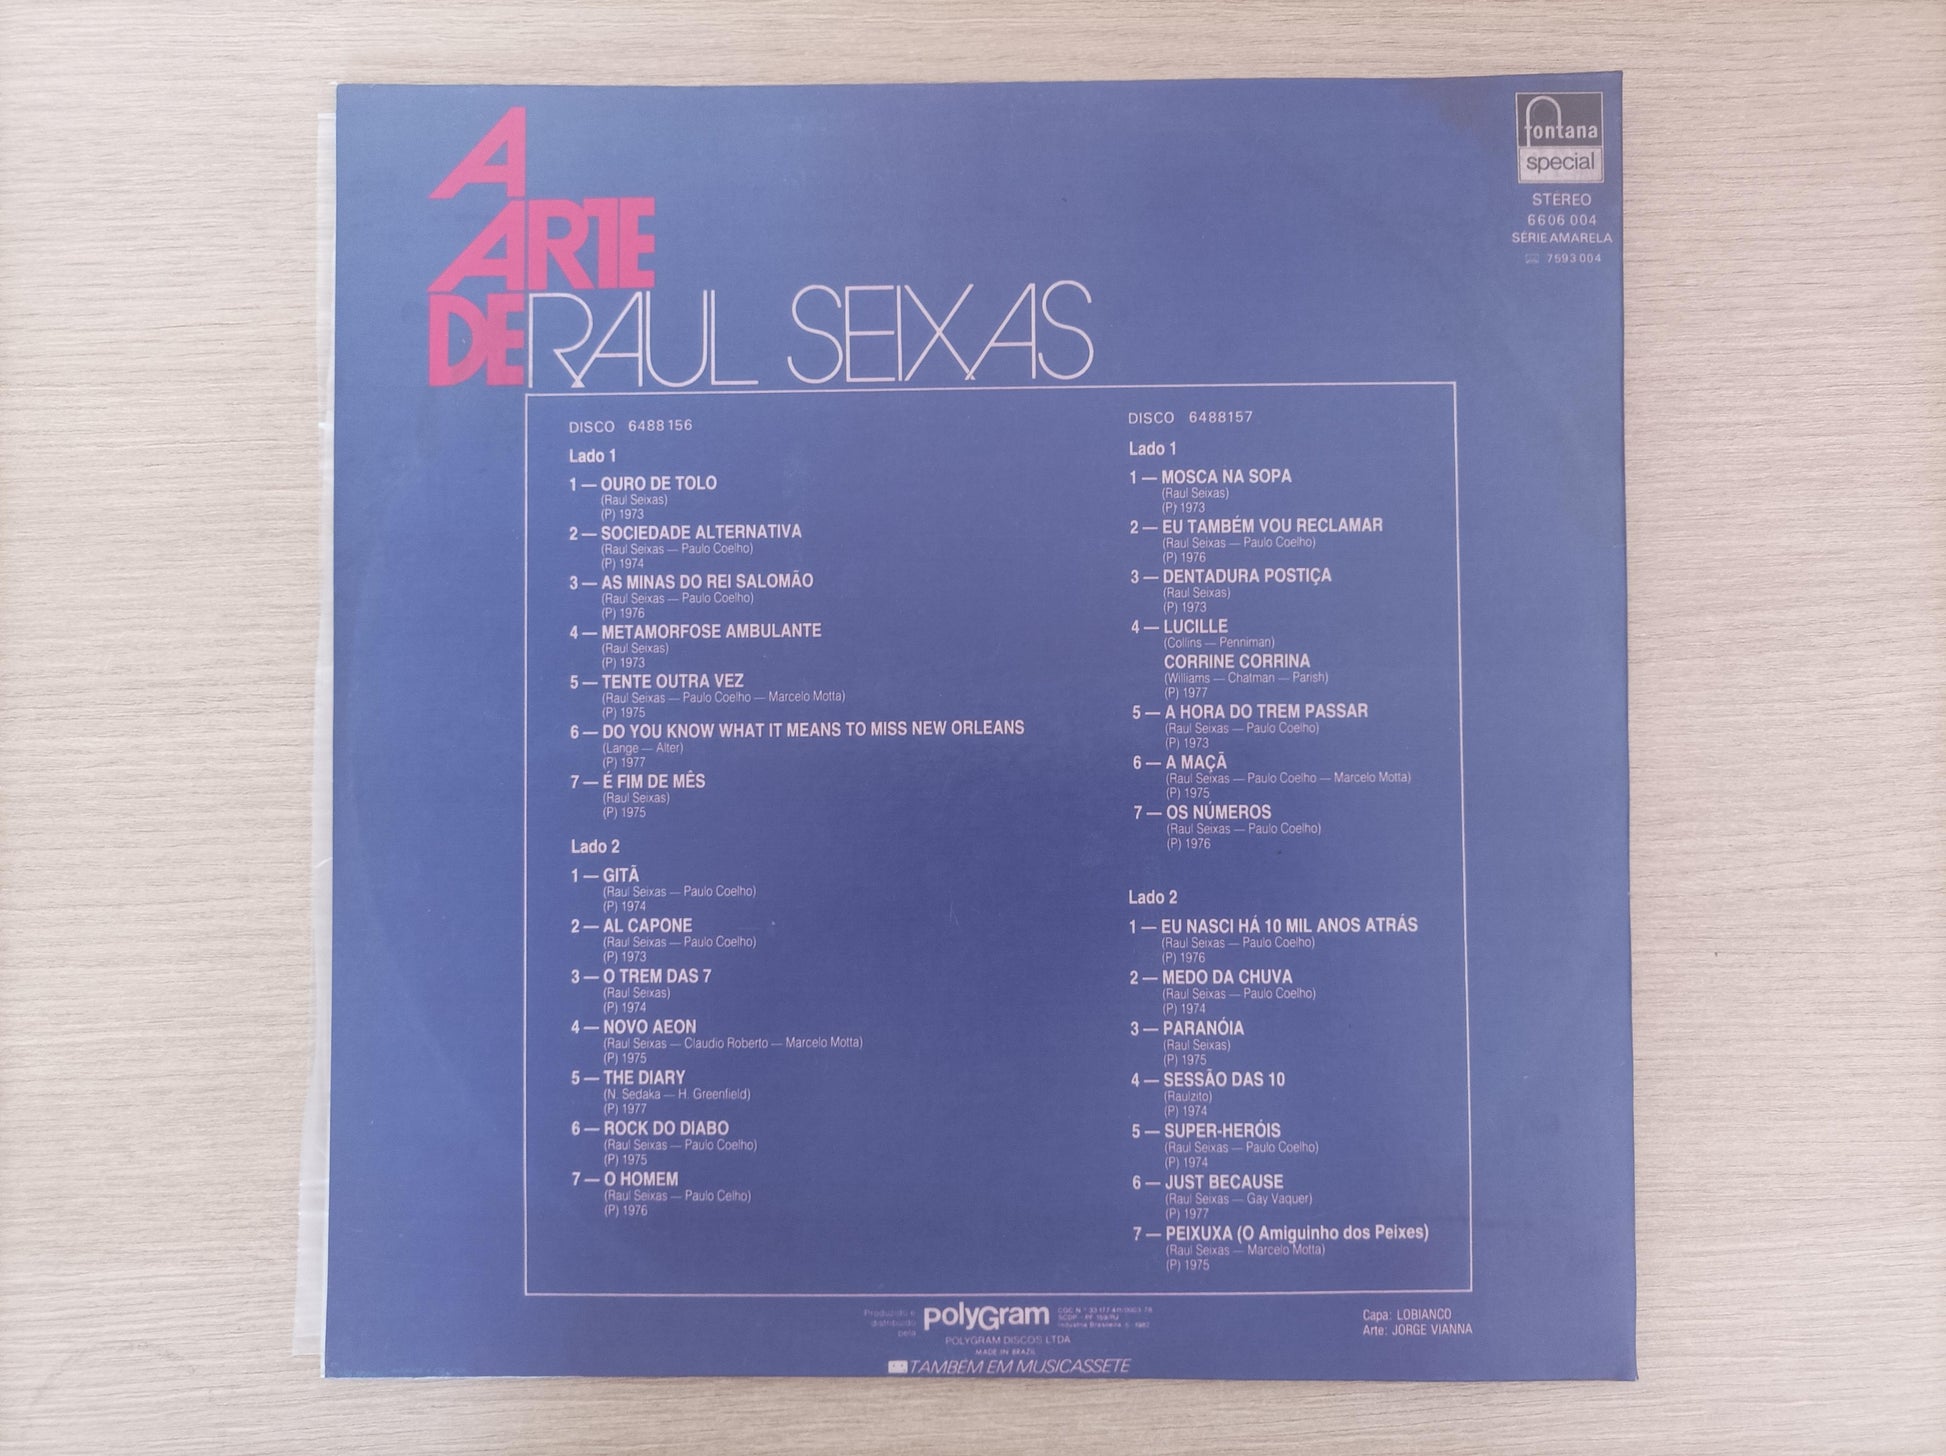 A
ARTE
DE RAUL SEIXAS
fontana
special
STEREO
6606 004
SÉRIE AMARELA
7593 004
DISCO 6488 156
Lado 1
1 — OURO DE TOLO
(Raul Seixas)
(P) 1973
2 — SOCIEDADE ALTERNATIVA
(Raul Seixas — Paulo Coelho)
(P) 1974
3 — AS MINAS DO REI SALOMÃO
(Raul Seixas — Paulo Coelho)
(P) 1976
4 — METAMORFOSE AMBULANTE
(Raul Seixas)
(P) 1973
5 — TENTE OUTRA VEZ
(Raul Seixas — Paulo Coelho — Marcelo Motta)
(P) 1975
6 — DO YOU KNOW WHAT IT MEANS TO MISS NEW ORLEANS
(Lange — Alter)
(P) 1977
7 — É FIM DE MÊS
(Raul Seixas)
(P) 1975
Lado 2
1 — GITÃ
(Raul Seixas — Paulo Coelho)
(P) 1974
2 — AL CAPONE
(Raul Seixas — Paulo Coelho)
(P) 1973
3 — O TREM DAS 7
(Raul Seixas)
(P) 1974
4 — NOVO AEON
(Raul Seixas — Claudio Roberto — Marcelo Motta)
(P) 1975
5 — THE DIARY
(N. Sedaka — H. Greenfield)
(P) 1977
6 — ROCK DO DIABO
(Raul Seixas — Paulo Coelho)
(P) 1975
7 — O HOMEM
(Raul Seixas — Paulo Celho)
(P) 1976
DISCO 6488157
Lado 1
1 — MOSCA NA SOPA
(Raul Seixas)
(P) 1973
2 — EU TAMBÉM VOU RECLAMAR
(Raul Seixas — Paulo Coelho)
(P) 1976
3 — DENTADURA POSTIÇA
(Raul Seixas)
(P) 1973
4 — LUCILLE
(Collins — Penniman)
CORRINE CORRINA
(Williams — Chatman — Parish)
(P) 1977
5 — A HORA DO TREM PASSAR
(Raul Seixas — Paulo Coelho)
(P) 1973
6 — A MAÇÃ
(Raul Seixas — Paulo Coelho — Marcelo Motta)
(P) 1975
7 — OS NÚMEROS
(Raul Seixas — Paulo Coelho)
(P) 1976
Lado 2
1 — EU NASCI HÁ 10 MIL ANOS ATRÁS
(Raul Seixas — Paulo Coelho)
(P) 1976
2 — MEDO DA CHUVA
(Raul Seixas — Paulo Coelho)
(P) 1974
3 — PARANÓIA
(Raul Seixas)
(P) 1975
4 — SESSÃO DAS 10
(Raulzito)
(P) 1974
5 — SUPER-HERÓIS
(Raul Seixas — Paulo Coelho)
(P) 1974
6 — JUST BECAUSE
(Raul Seixas — Gay Vaquer)
(P) 1977
7 — PEIXUXA (O Amiguinho dos Peixes)
(Raul Seixas — Marcelo Motta)
(P) 1975
Produzido e
distribuído
pela
polyGram
Industria Brasileira
POLYGRAM DISCOS LTDA
MADE IN BRAZIL
TAMBÉM EM MUSICASSETE
Capa: LOBIANCO
Arte: JORGE VIANNA